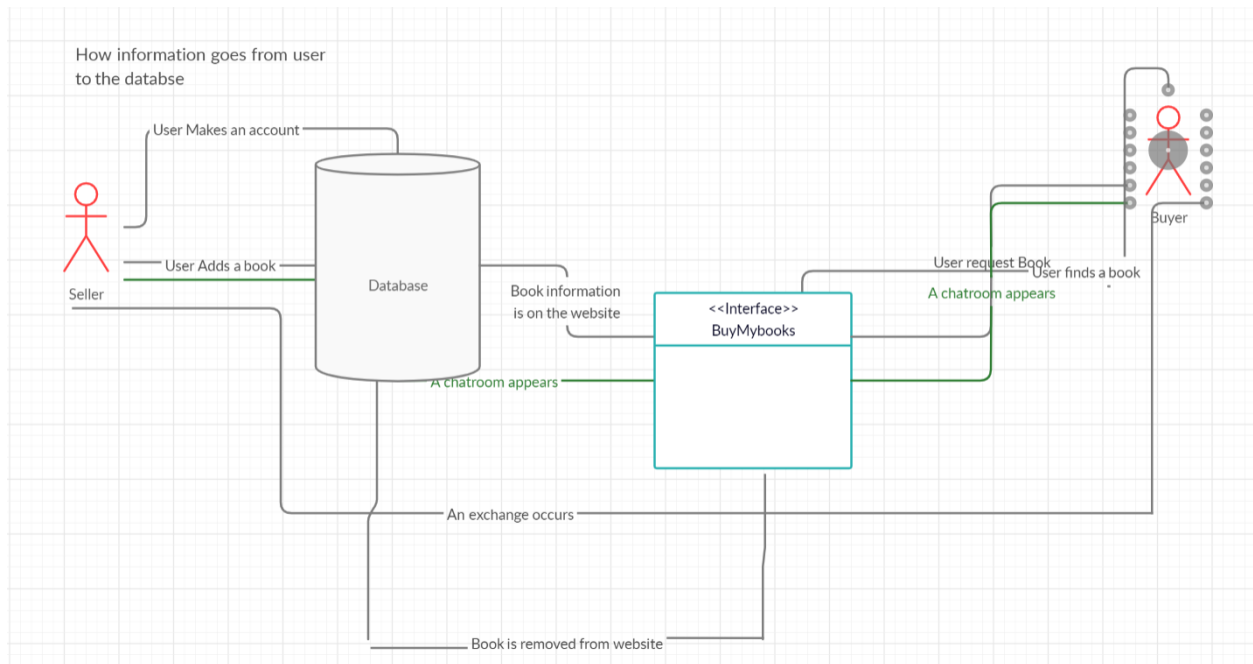 How information goes from user
to the databse
User Makes an account
Seller
User Adds a book
Database
Book information
is on the website
<<Interface>>
BuyMybooks
A chatroom appears
User request Book
User finds a book
A chatroom appears
Buyer
An exchange occurs
Book is removed from website